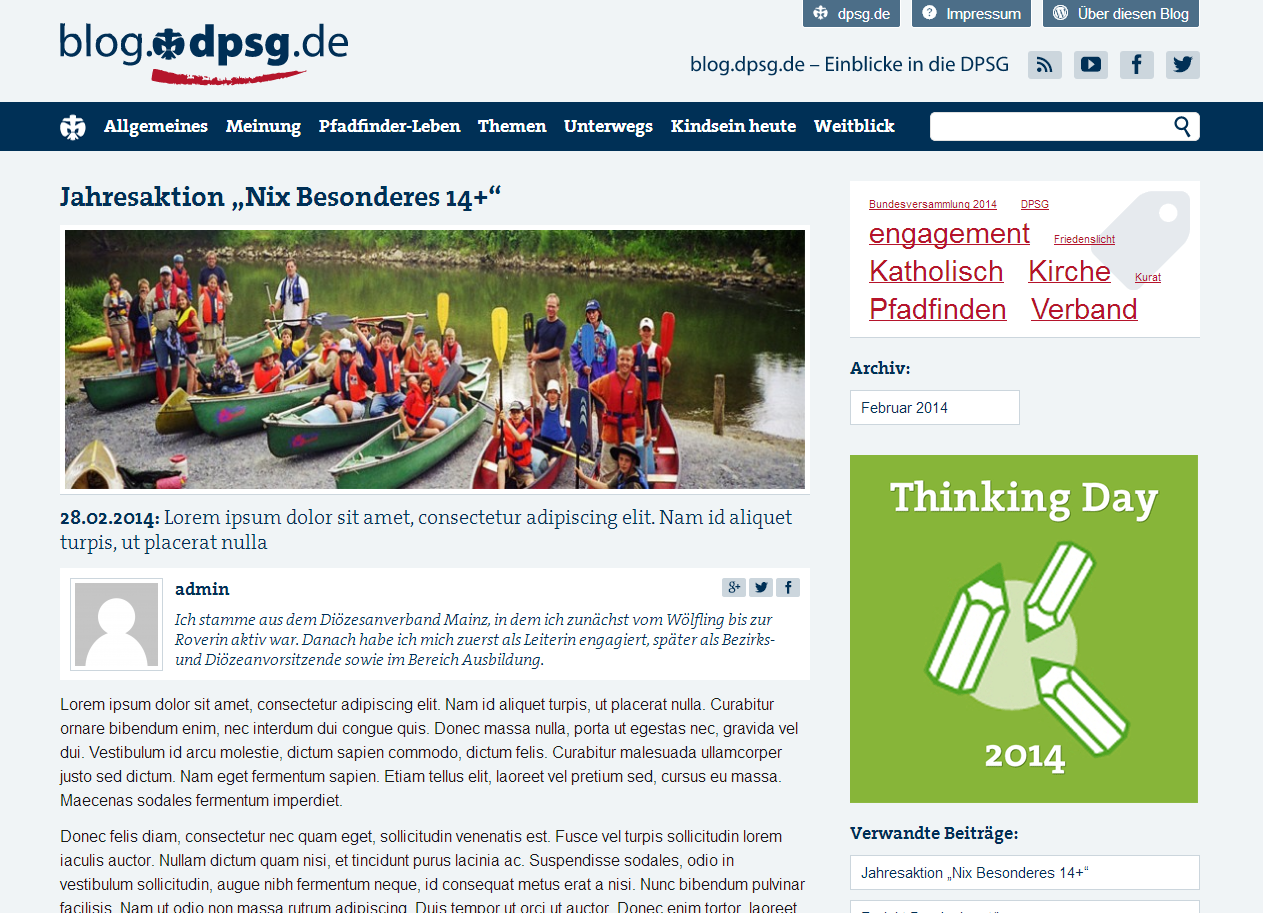 dpsg.de
Impressum
Über diesen Blog
blog.dpsg.de
blog.dpsg.de – Einblicke in die DPSG
Allgemeines Meinung Pfadfinder-Leben Themen Unterwegs Kindsein heute Weitblick
Jahresaktion „Nix Besonderes 14+“
28.02.2014: Lorem ipsum dolor sit amet, consectetur adipiscing elit. Nam id aliquet
turpis, ut placerat nulla
admin
g+
Ich stamme aus dem Diözesanverband Mainz, in dem ich zunächst vom Wölfling bis zur
Roverin aktiv war. Danach habe ich mich zuerst als Leiterin engagiert, später als Bezirks-
und Diözeanvorsitzende sowie im Bereich Ausbildung.
Lorem ipsum dolor sit amet, consectetur adipiscing elit. Nam id aliquet turpis, ut placerat nulla. Curabitur
ornare bibendum enim, nec interdum dui congue quis. Donec massa nulla, porta ut egestas nec, gravida vel
dui. Vestibulum id arcu molestie, dictum sapien commodo, dictum felis. Curabitur malesuada ullamcorper
justo sed dictum. Nam eget fermentum sapien. Etiam tellus elit, laoreet vel pretium sed, cursus eu massa.
Maecenas sodales fermentum imperdiet.
Donec felis diam, consectetur nec quam eget, sollicitudin venenatis est. Fusce vel turpis sollicitudin lorem
iaculis auctor. Nullam dictum quam nisi, et tincidunt purus lacinia ac. Suspendisse sodales, odio in
vestibulum sollicitudin, augue nibh fermentum neque, id consequat metus erat a nisi. Nunc bibendum pulvinar
facilisis. Nam ut odio non massa rutrum adipiscing. Duis tempor ut orci ut auctor. Donec enim tortor, laoreet
Bundesversammlung 2014 DPSG
engagement Friedenslicht
Katholisch Kirche Kurat
Pfadfinden Verband
Archiv:
Februar 2014
Thinking Day
2014
Verwandte Beiträge:
Jahresaktion „Nix Besonderes 14+“